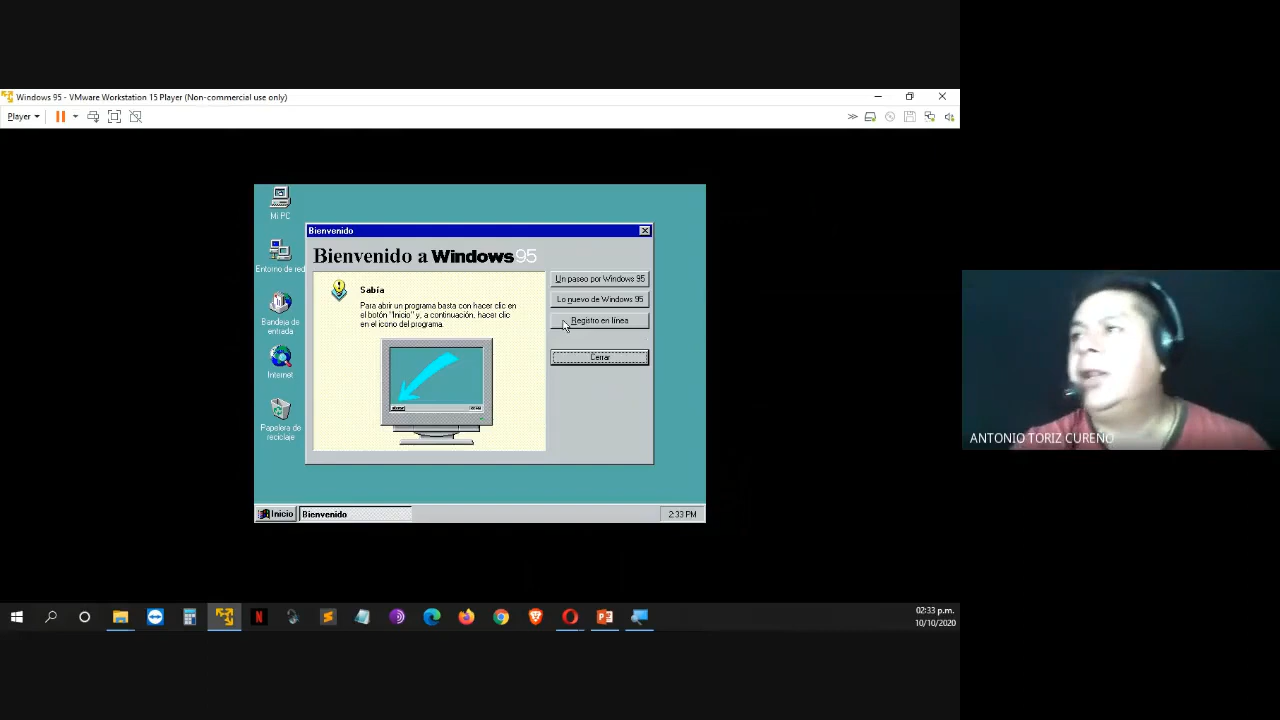 Windows 95 - VMware Workstation 15 Player (Non-commercial use only)
Player
Mi PC
Entorno de red
Bandeja de
entrada
Internet
Papelera de
reciclaje
Bienvenido
Bienvenido a Windows 95
Sabía
Para abrir un programa basta con hacer clic en
el botón "Inicio" y, a continuación, hacer clic
en el icono del programa.
Un paseo por Windows 95
Lo nuevo de Windows 95
Registro en línea
Cerrar
Inicio
Bienvenido
2:33 PM
ANTONIO TORIZ CUREÑO
02:33 p.m.
10/10/2020